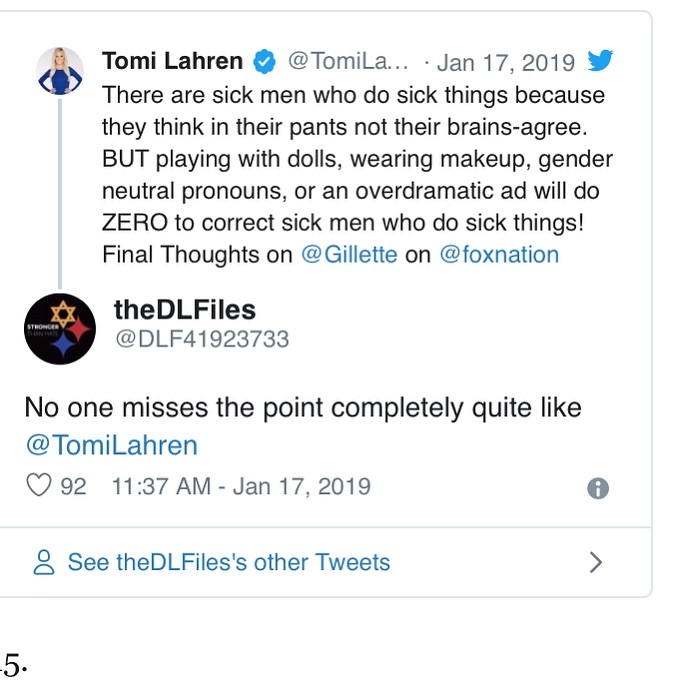 Tomi Lahren @TomiLa... · Jan 17, 2019
There are sick men who do sick things because
they think in their pants not their brains-agree.
BUT playing with dolls, wearing makeup, gender
neutral pronouns, or an overdramatic ad will do
ZERO to correct sick men who do sick things!
Final Thoughts on @Gillette on @foxnation
STRONGER
THAN HATE
theDLFiles
@DLF41923733
No one misses the point completely quite like
@TomiLahren
92 11:37 AM - Jan 17, 2019
See theDLFiles's other Tweets
5.